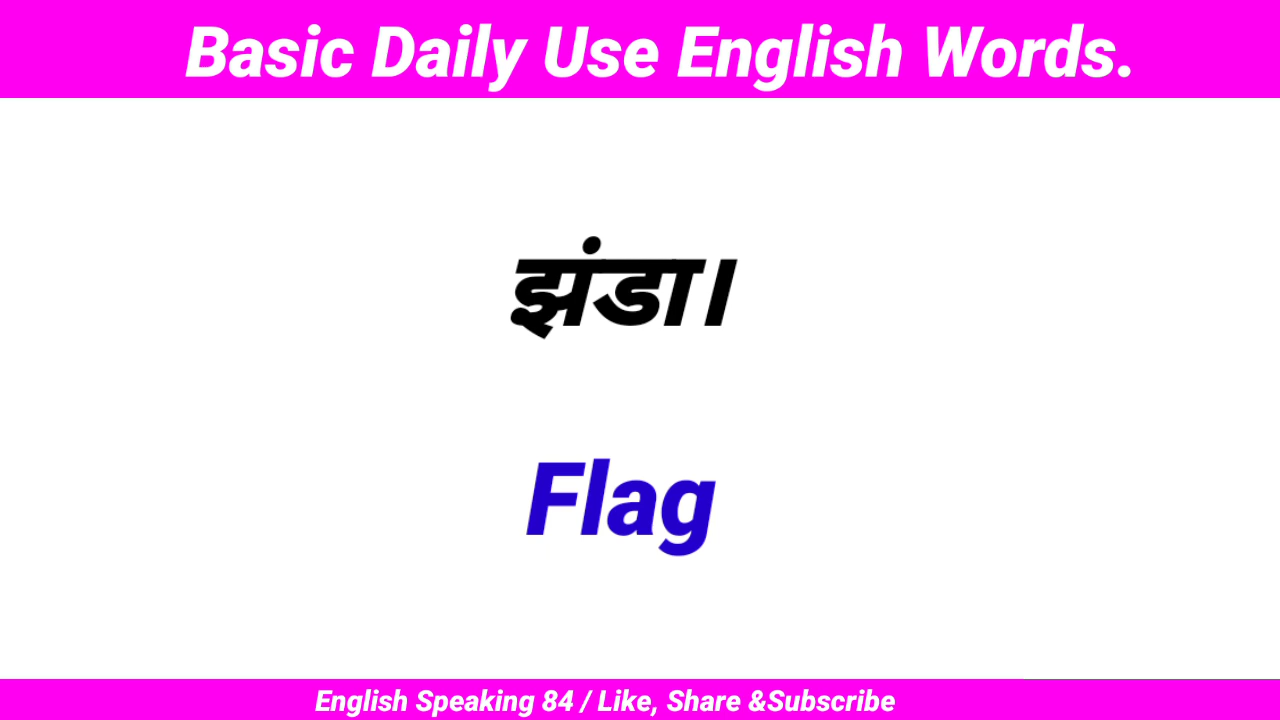 Basic Daily Use English Words.
झंडा।
Flag
English Speaking 84 / Like, Share &Subscribe